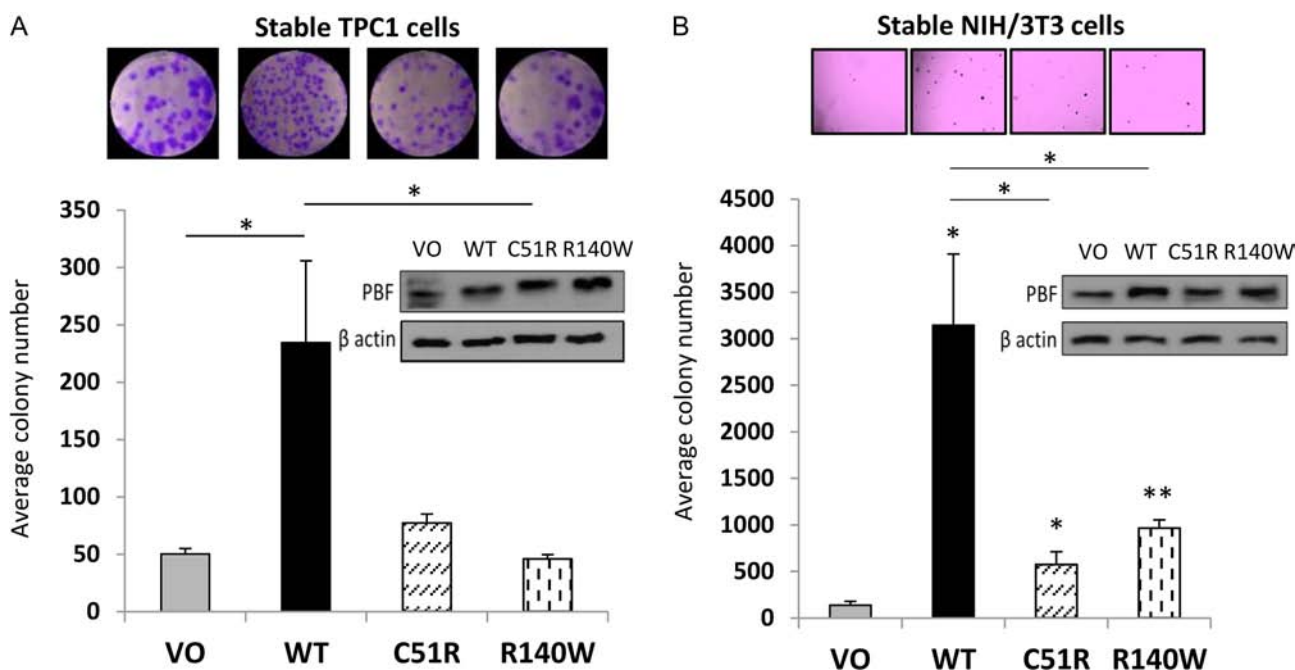 A
Stable TPC1 cells
*
*
350
300
250
200
150
100
50
0
Average colony number
VO WT C51R R140W
PBF
β actin
VO WT C51R R140W
B
Stable NIH/3T3 cells
*
*
*
*
**
4500
4000
3500
3000
2500
2000
1500
1000
500
0
Average colony number
VO WT C51R R140W
PBF
β actin
VO WT C51R R140W